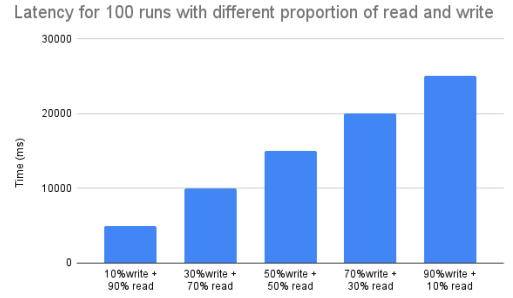 Latency for 100 runs with different proportion of read and write
30000
20000
10000
0
Time (ms)
10%write + 90% read
30%write + 70% read
50%write + 50% read
70%write + 30% read
90%write + 10% read